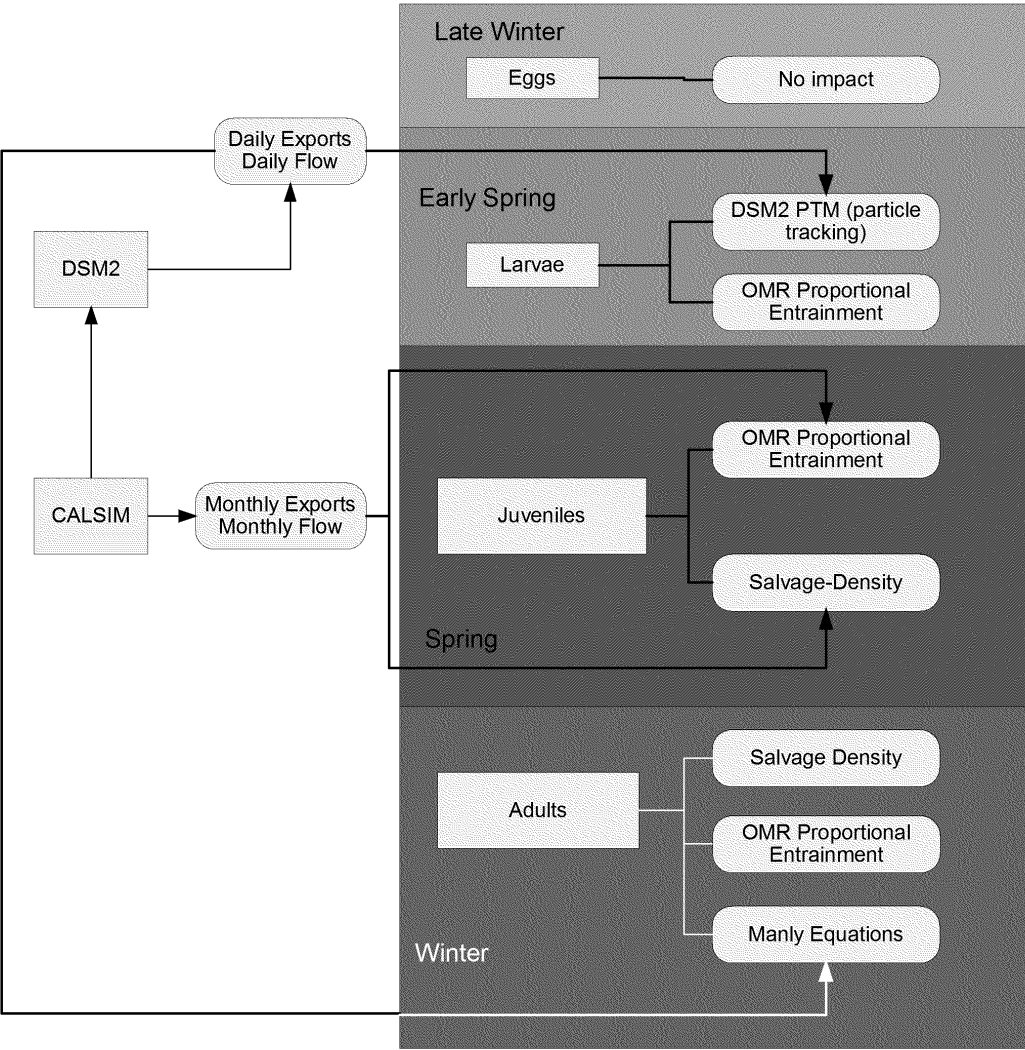 Late Winter
Eggs
No impact
Daily Exports
Daily Flow
Early Spring
DSM2 PTM (particle
tracking)
DSM2
Larvae
OMR Proportional
Entrainment
OMR Proportional
Entrainment
CALSIM
Monthly Exports
Monthly Flow
Juveniles
Salvage-Density
Spring
Salvage Density
Adults
OMR Proportional
Entrainment
Manly Equations
Winter